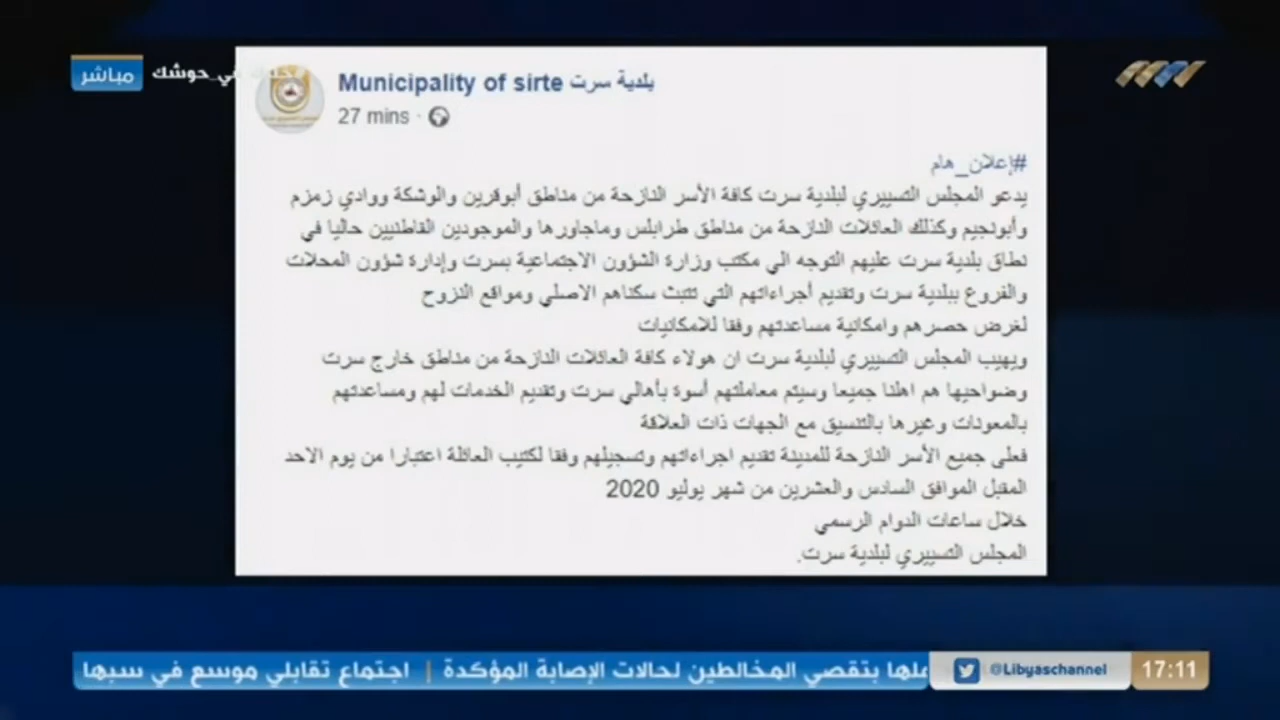 مباشر
في_حوشك
Municipality of sirte بلدية سرت
27 mins ·
#إعلان_هام
يدعو المجلس التسييري لبلدية سرت كافة الأسر النازحة من مناطق أبوقرين والوشكة ووادي زمزم
وأبونجيم وكذلك العائلات النازحة من مناطق طرابلس وماجاورها والموجودين القاطنيين حاليا في
نطاق بلدية سرت عليهم التوجه الي مكتب وزارة الشؤون الاجتماعية بسرت وإدارة شؤون المحلات
والفروع ببلدية سرت وتقديم أجراءاتهم التي تتبث سكناهم الاصلي ومواقع النزوح
لغرض حصرهم وامكانية مساعدتهم وفقا للامكانيات
ويهيب المجلس التسييري لبلدية سرت ان هولاء كافة العائلات النازحة من مناطق خارج سرت
وضواحيها هم اهلنا جميعا وسيتم معاملتهم أسوة بأهالي سرت وتقديم الخدمات لهم ومساعدتهم
بالمعونات وغيرها بالتنسيق مع الجهات ذات العلاقة
فعلى جميع الأسر النازحة للمدينة تقديم اجراءاتهم وتسجيلهم وفقا لكتيب العائلة اعتبارا من يوم الاحد
المقبل الموافق السادس والعشرين من شهر يوليو 2020
خلال ساعات الدوام الرسمي
المجلس التسييري لبلدية سرت.
ملها بتقصي المخالطين لحالات الإصابة المؤكدة | اجتماع تقابلي موسع في سبها
@Libyaschannel
17:11